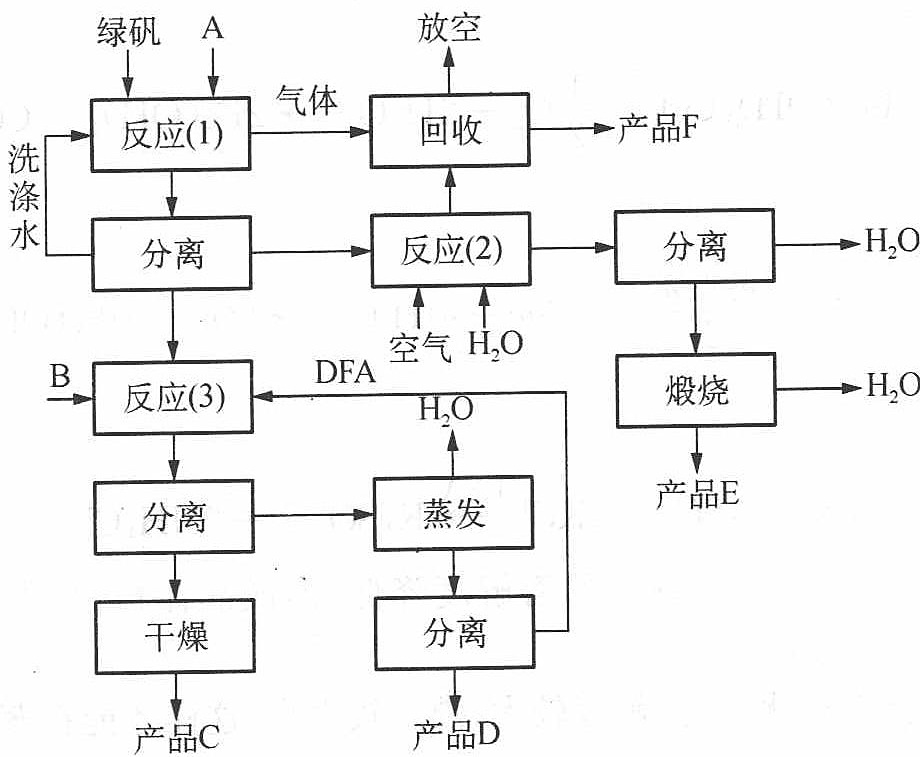 绿矾
A
放空
反应(1)
气体
回收
产品F
洗涤水
分离
反应(2)
分离
H₂O
空气
H₂O
B
反应(3)
DFA
煅烧
H₂O
H₂O
分离
蒸发
产品E
干燥
分离
产品C
产品D